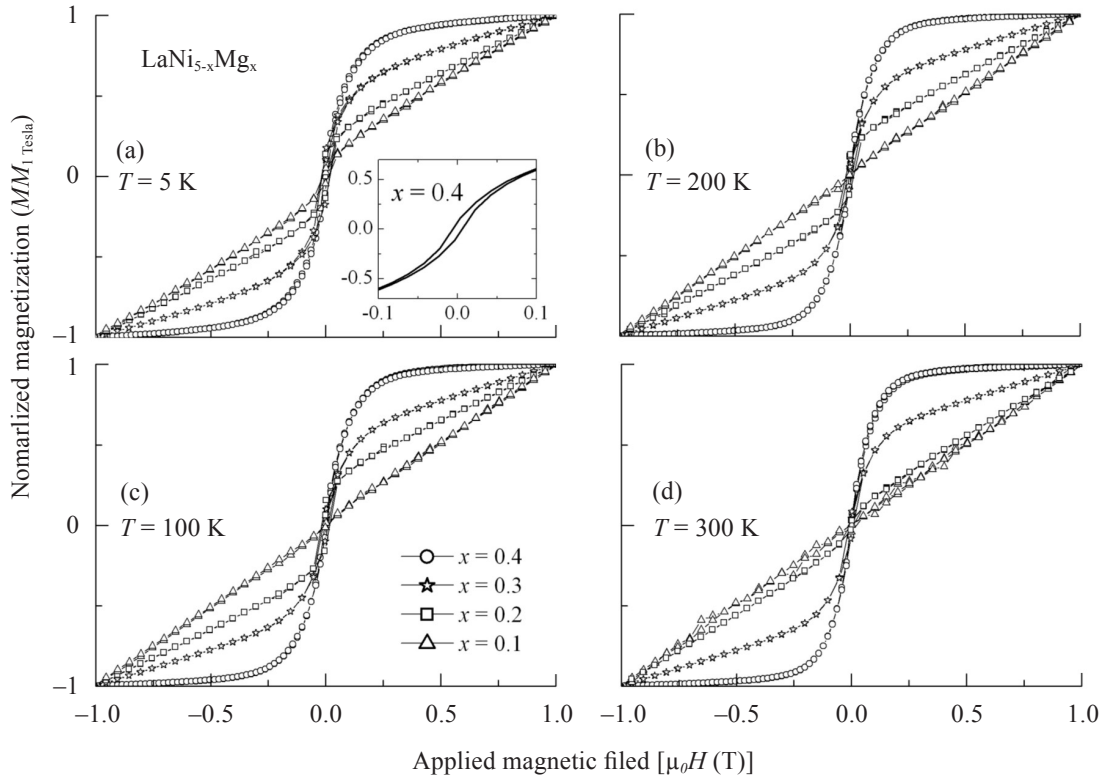 Nomarlized magnetization (MM1 Tesla)
1
0
−1
LaNi5-xMgx
(a)
T = 5 K
x = 0.4
0.5
0.0
-0.5
-0.1
0.0
0.1
(b)
T = 200 K
1
0
−1
(c)
T = 100 K
x = 0.4
x = 0.3
x = 0.2
x = 0.1
(d)
T = 300 K
−1.0
−0.5
0.0
0.5
1.0
−1.0
−0.5
0.0
0.5
1.0
Applied magnetic filed [μ0H (T)]